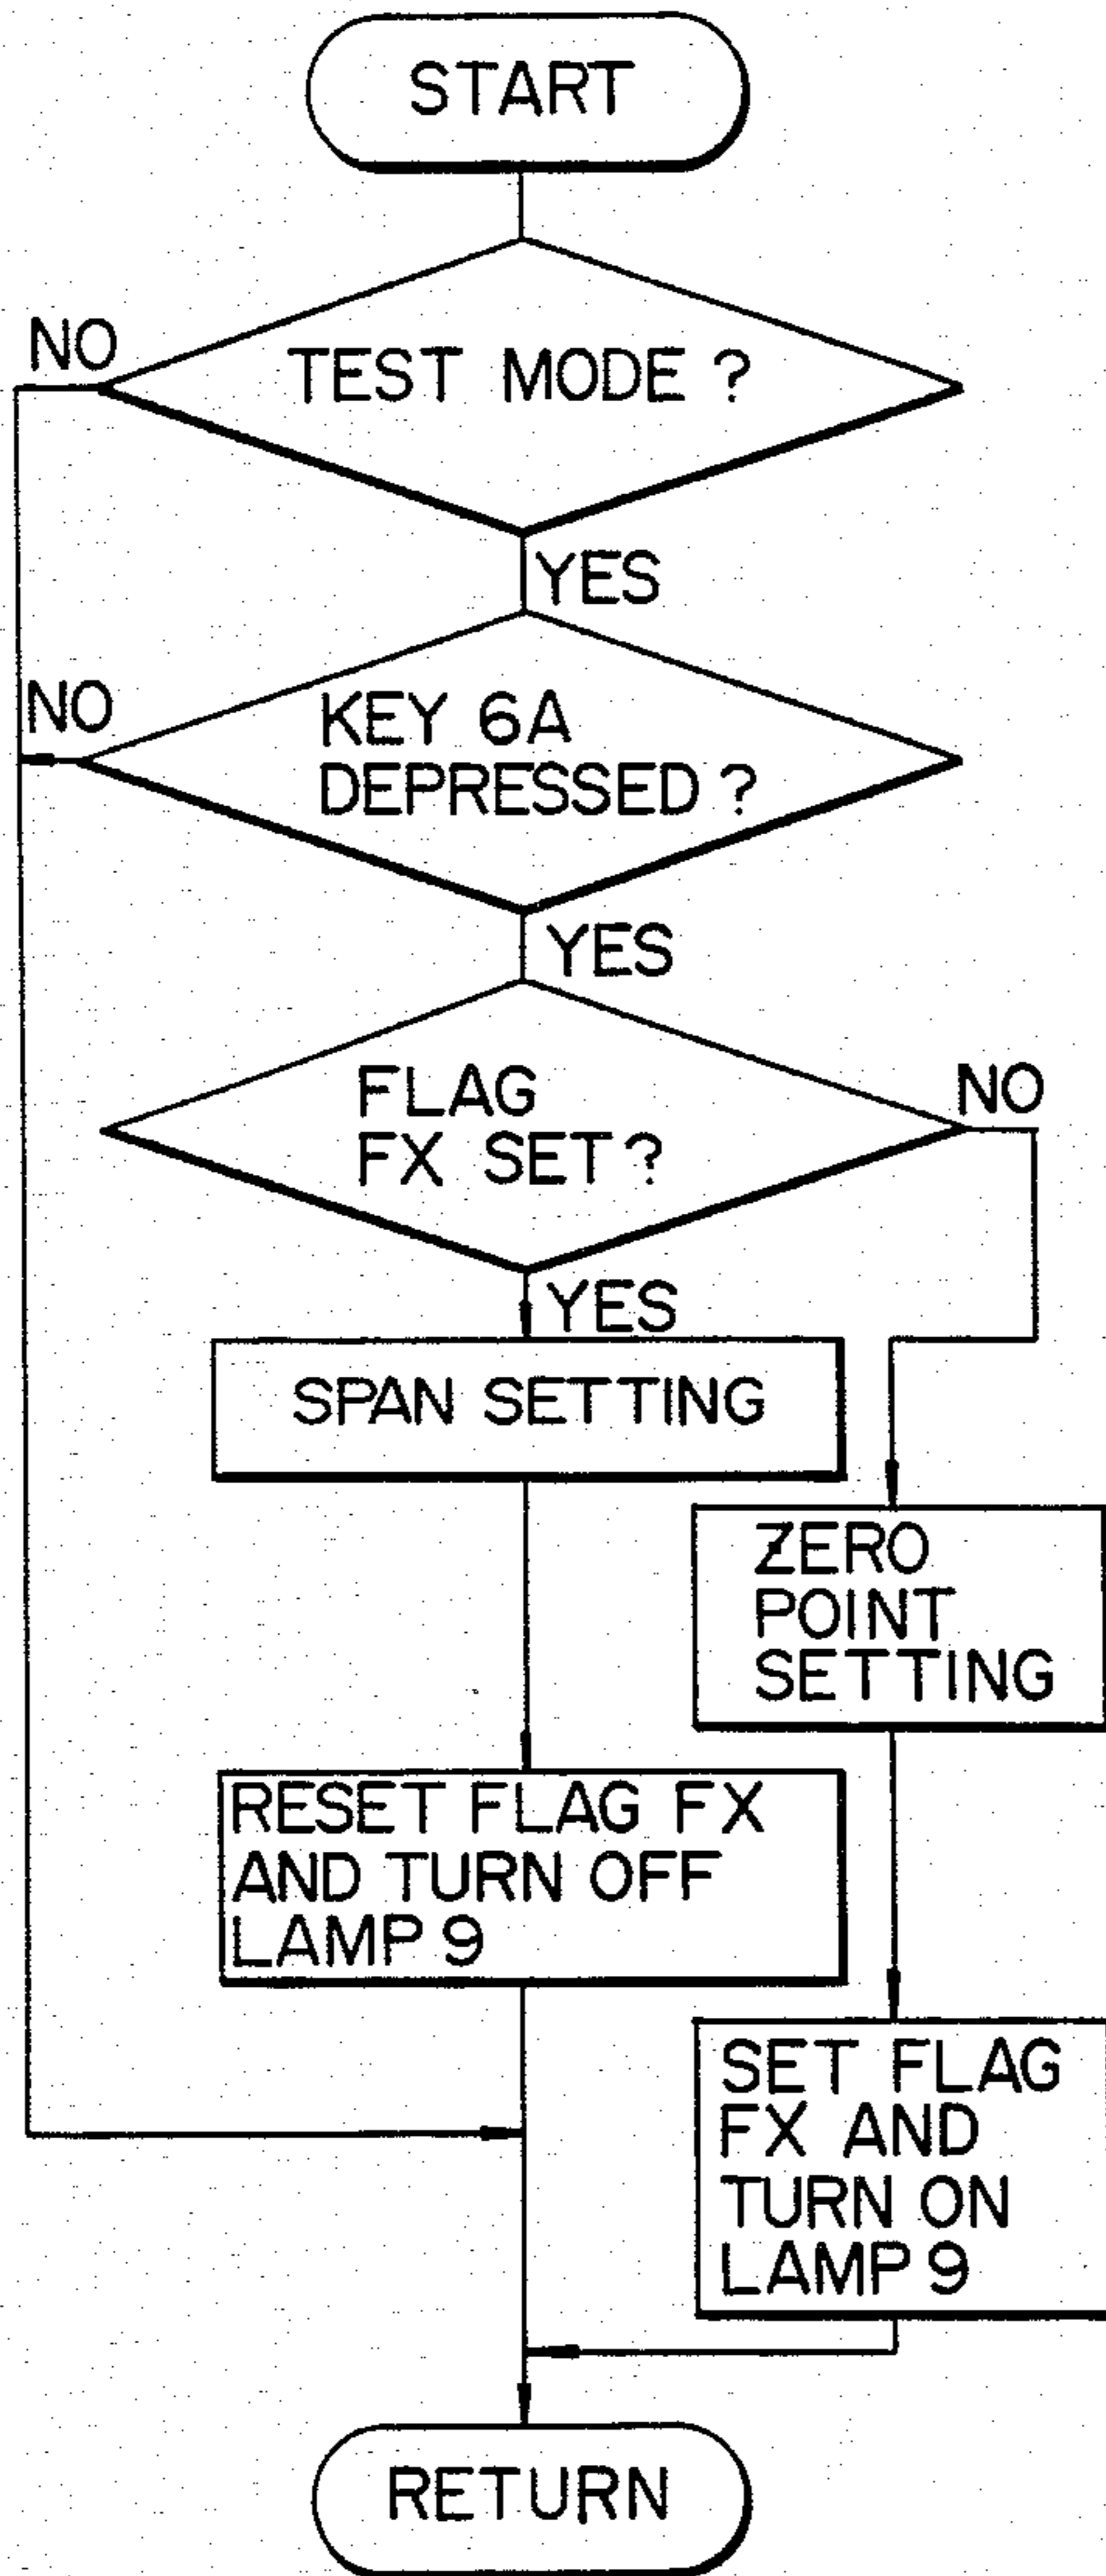 START
NO
TEST MODE ?
YES
NO
KEY 6A
DEPRESSED ?
YES
FLAG
FX SET ?
NO
YES
SPAN SETTING
ZERO
POINT
SETTING
RESET FLAG FX
AND TURN OFF
LAMP 9
SET FLAG
FX AND
TURN ON
LAMP 9
RETURN